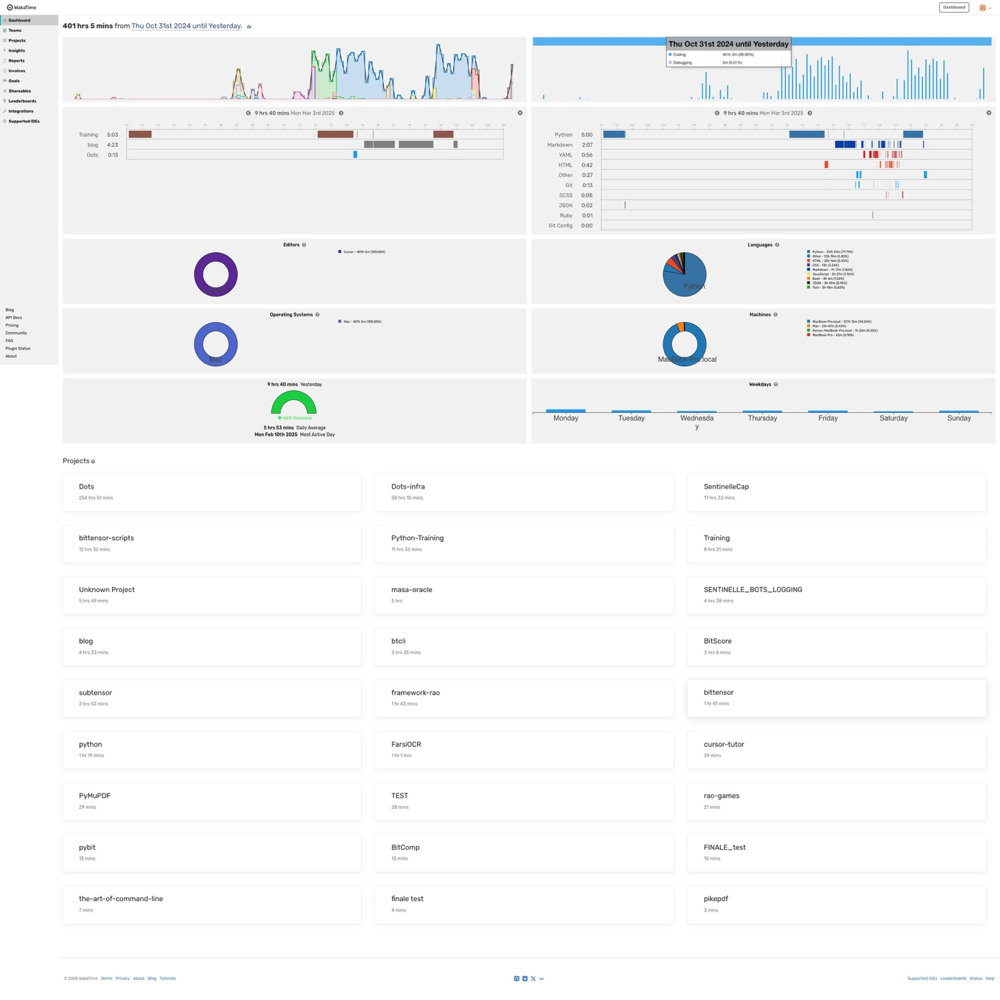 WakaTime
Dashboard
Dashboard
Teams
Projects
Insights
Reports
Invoices
Goals
Shareables
Leaderboards
Integrations
Supported IDEs
Blog
API Docs
Pricing
Community
FAQ
Plugin Status
About
401 hrs 5 mins from Thu Oct 31st 2024 until Yesterday.
Thu Oct 31st 2024 until Yesterday
Coding
Debugging
9 hrs 40 mins Mon Mar 3rd 2025
Training 5:03
blog 4:23
Dots 0:13
9 hrs 40 mins Mon Mar 3rd 2025
Python 5:00
Markdown 2:07
YAML 0:56
HTML 0:42
Other 0:27
Git 0:13
SCSS 0:08
JSON 0:02
Ruby 0:01
Git Config 0:00
Editors
Languages
Python
Operating Systems
Mac
Machines
MacBook-Pro.local
9 hrs 40 mins Yesterday
5 hrs 53 mins Daily Average
Mon Feb 10th 2025 Most Active Day
Weekdays
Monday
Tuesday
Wednesda
y
Thursday
Friday
Saturday
Sunday
Projects
Dots
254 hrs 51 mins
Dots-infra
58 hrs 10 mins
SentinelleCap
17 hrs 53 mins
bittensor-scripts
12 hrs 32 mins
Python-Training
11 hrs 32 mins
Training
8 hrs 21 mins
Unknown Project
5 hrs 49 mins
masa-oracle
5 hrs
SENTINELLE_BOTS_LOGGING
4 hrs 38 mins
blog
4 hrs 23 mins
btcli
3 hrs 35 mins
BitScore
3 hrs 6 mins
subtensor
2 hrs 52 mins
framework-rao
1 hr 43 mins
bittensor
1 hr 41 mins
python
1 hr 19 mins
FarsiOCR
1 hr 1 min
cursor-tutor
39 mins
PyMuPDF
29 mins
TEST
28 mins
rao-games
21 mins
pybit
13 mins
BitComp
13 mins
FINALE_test
10 mins
the-art-of-command-line
7 mins
finale test
4 mins
pikepdf
3 mins
© 2025 WakaTime Terms Privacy About Blog Tutorials
Supported IDEs Leaderboards Status Help